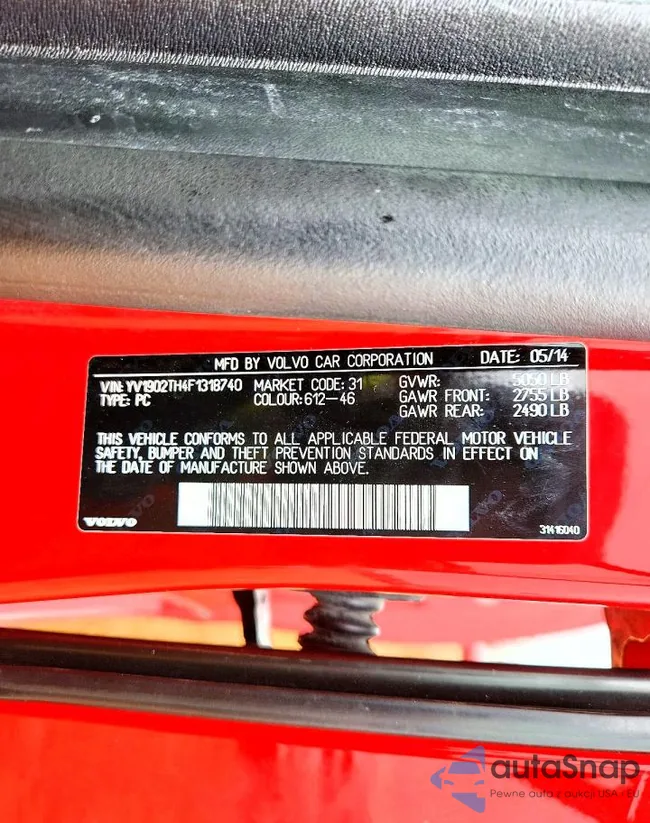 MFD BY VOLVO CAR CORPORATION DATE: 05/14
VIN: YV1902TH4F1318740 MARKET CODE: 31 GVWR: 5050 LB
TYPE: PC COLOUR: 612-46 GAWR FRONT: 2755 LB
GAWR REAR: 2490 LB
THIS VEHICLE CONFORMS TO ALL APPLICABLE FEDERAL MOTOR VEHICLE
SAFETY, BUMPER AND THEFT PREVENTION STANDARDS IN EFFECT ON
THE DATE OF MANUFACTURE SHOWN ABOVE.
VOLVO 31416040
autaSnap
Pewne auta z aukcji USA i EU